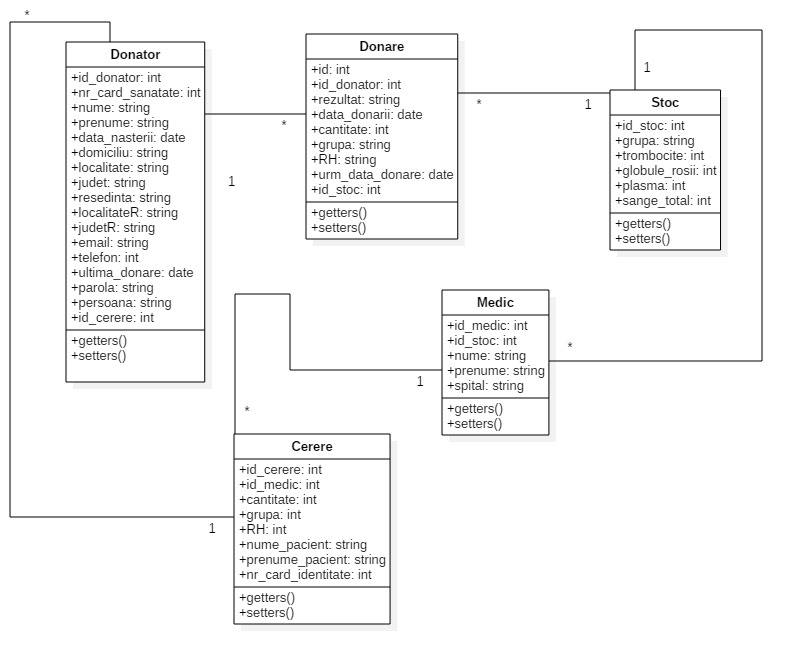 *
Donator
+id_donator: int
+nr_card_sanatate: int
+nume: string
+prenume: string
+data_nasterii: date
+domiciliu: string
+localitate: string
+judet: string
+resedinta: string
+localitateR: string
+judetR: string
+email: string
+telefon: int
+ultima_donare: date
+parola: string
+persoana: string
+id_cerere: int
+getters()
+setters()
1
*
Donare
+id: int
+id_donator: int
+rezultat: string
+data_donarii: date
+cantitate: int
+grupa: string
+RH: string
+urm_data_donare: date
+id_stoc: int
+getters()
+setters()
*
1
1
Stoc
+id_stoc: int
+grupa: string
+trombocite: int
+globule_rosii: int
+plasma: int
+sange_total: int
+getters()
+setters()
Medic
+id_medic: int
+id_stoc: int
+nume: string
+prenume: string
+spital: string
+getters()
+setters()
*
1
*
Cerere
+id_cerere: int
+id_medic: int
+cantitate: int
+grupa: int
+RH: int
+nume_pacient: string
+prenume_pacient: string
+nr_card_identitate: int
+getters()
+setters()
1